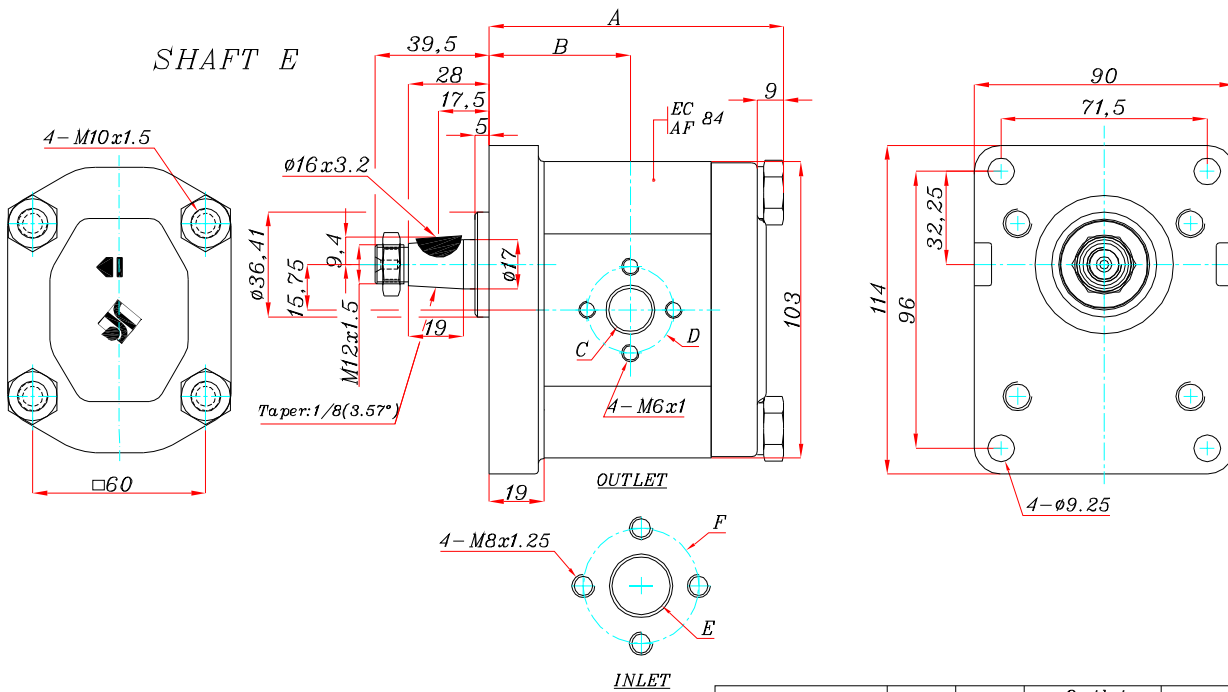 SHAFT E
A
39,5
B
28
17,5
9
5
EC
AF 84
90
71,5
4-M10x1.5
ø16x3.2
ø36,41
9,4
15,75
M12x1.5
ø17
19
Taper:1/8(3.57°)
C
D
4-M6x1
103
114
96
32,25
□60
19
OUTLET
4-ø9.25
4-M8x1.25
F
E
INLET